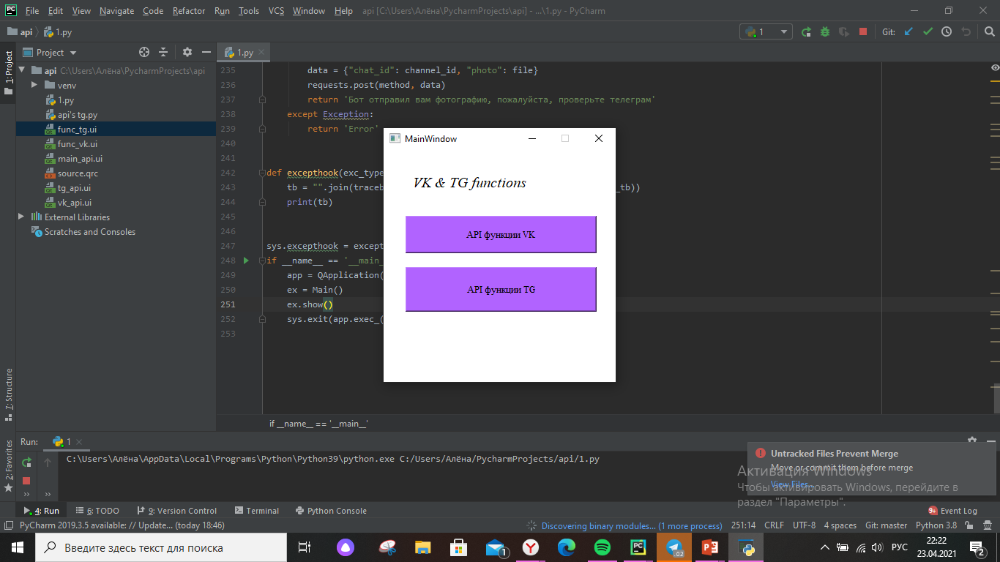 File Edit View Navigate Code Refactor Run Tools VCS Window Help api [C:\Users\Алёна\PycharmProjects\api] - ...\1.py - PyCharm
api 1.py
1
Git:
1: Project
Project
1.py
api C:\Users\Алёна\PycharmProjects\api
venv
1.py
api's tg.py
func_tg.ui
func_vk.ui
main_api.ui
source.qrc
tg_api.ui
vk_api.ui
External Libraries
Scratches and Consoles
235 data = {"chat_id": channel_id, "photo": file}
236 requests.post(method, data)
237 return 'Бот отправил вам фотографию, пожалуйста, проверьте телеграм'
238 except Exception:
239 return 'Error'
240
241
242 def excepthook(exc_type
243 tb = "".join(traceb _tb))
244 print(tb)
245
246
247 sys.excepthook = except
248 if __name__ == '__main_
249 app = QApplication(
250 ex = Main()
251 ex.show()
252 sys.exit(app.exec_(
253
if __name__ == '__main__'
MainWindow
VK & TG functions
API функции VK
API функции TG
7: Structure
2: Favorites
Run: 1
C:\Users\Алёна\AppData\Local\Programs\Python\Python39\python.exe C:/Users/Алёна/PycharmProjects/api/1.py
Untracked Files Prevent Merge
Move or commit them before merge
View Files...
Активация Windows
Чтобы активировать Windows, перейдите в
раздел "Параметры".
4: Run 6: TODO 9: Version Control Terminal Python Console
9+ Event Log
PyCharm 2019.3.5 available: // Update... (today 18:46)
Discovering binary modules... (1 more process) 251:14 CRLF UTF-8 4 spaces Git: master Python 3.8
Введите здесь текст для поиска
1
.02
РУС
22:22
23.04.2021
2